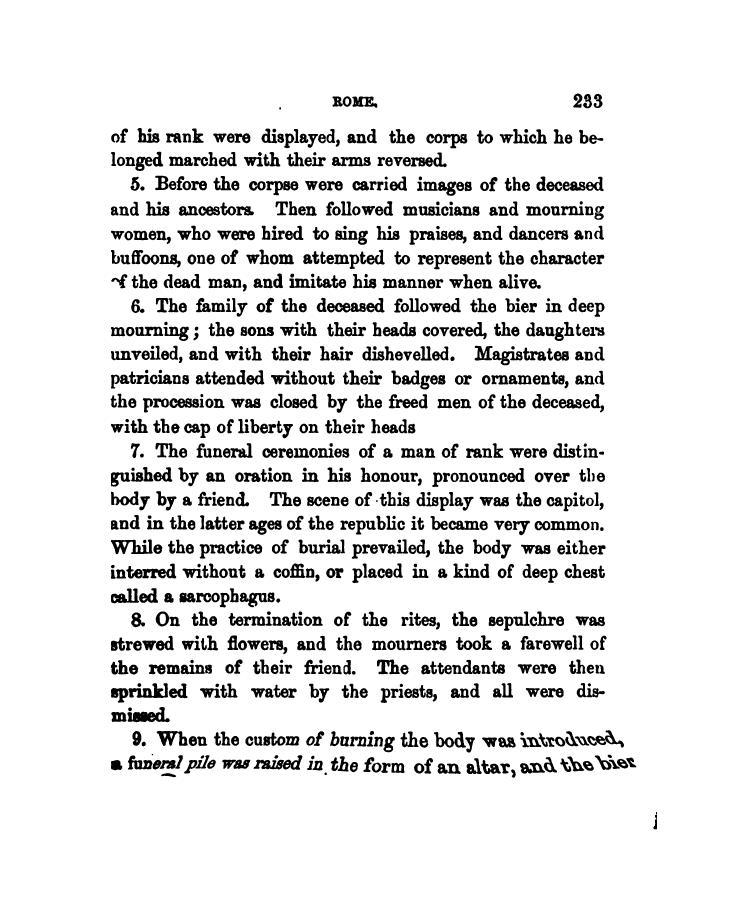 ROME. 233
of his rank were displayed, and the corps to which he be-
longed marched with their arms reversed.
5. Before the corpse were carried images of the deceased
and his ancestors. Then followed musicians and mourning
women, who were hired to sing his praises, and dancers and
buffoons, one of whom attempted to represent the character
of the dead man, and imitate his manner when alive.
6. The family of the deceased followed the bier in deep
mourning; the sons with their heads covered, the daughters
unveiled, and with their hair dishevelled. Magistrates and
patricians attended without their badges or ornaments, and
the procession was closed by the freed men of the deceased,
with the cap of liberty on their heads
7. The funeral ceremonies of a man of rank were distin-
guished by an oration in his honour, pronounced over the
body by a friend. The scene of this display was the capitol,
and in the latter ages of the republic it became very common.
While the practice of burial prevailed, the body was either
interred without a coffin, or placed in a kind of deep chest
called a sarcophagus.
8. On the termination of the rites, the sepulchre was
strewed with flowers, and the mourners took a farewell of
the remains of their friend. The attendants were then
sprinkled with water by the priests, and all were dis-
missed.
9. When the custom of burning the body was introduced,
a funeral pile was raised in the form of an altar, and the bier